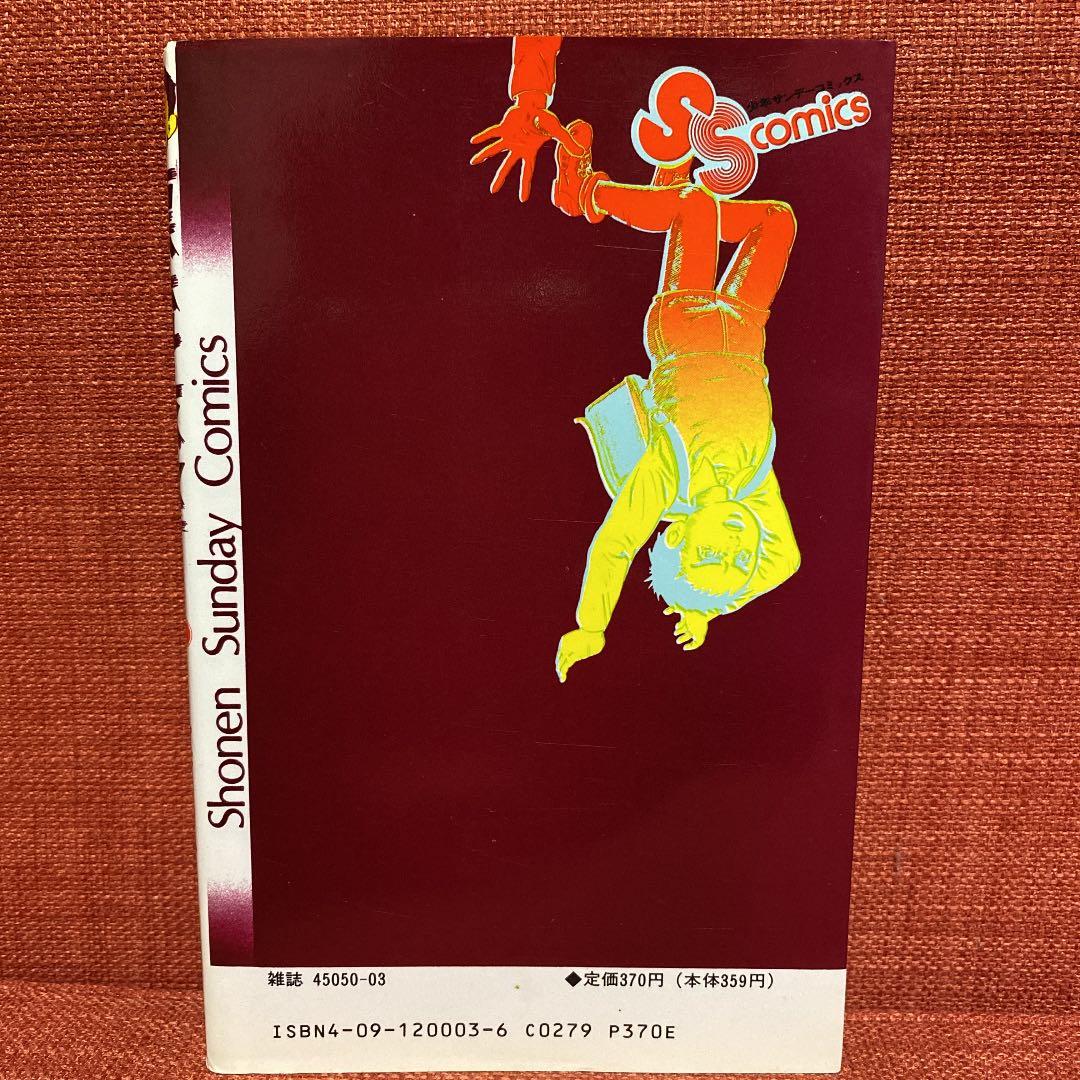 少年サンデーコミックス
SS comics
Shonen Sunday Comics
雑誌 45050-03
◆定価370円（本体359円）
ISBN4-09-120003-6 C0279 P370E